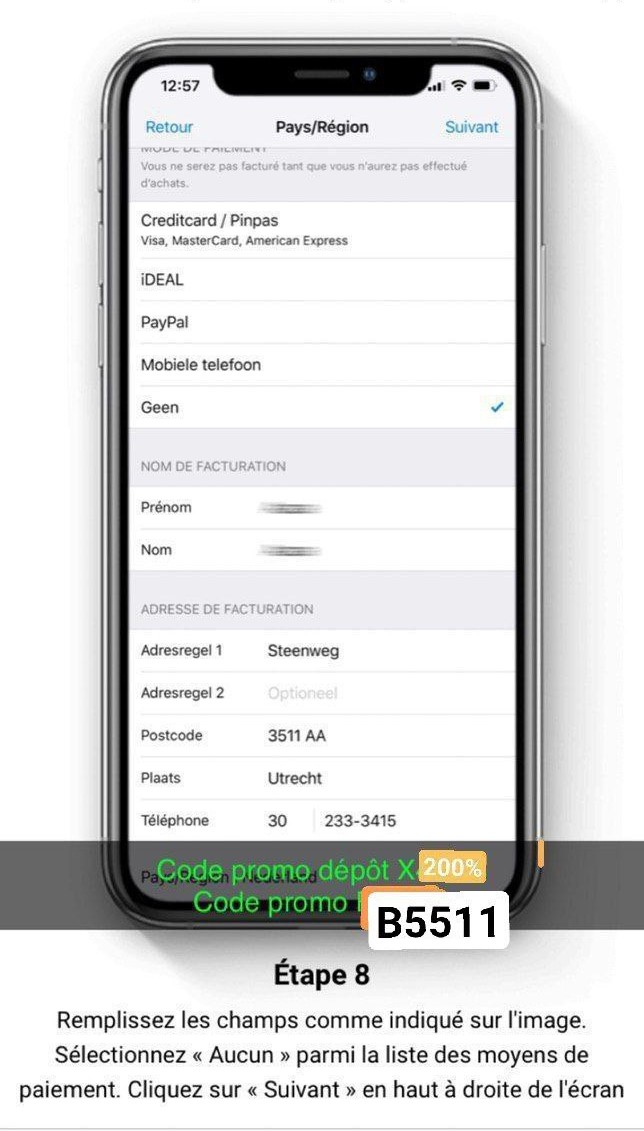 12:57
Retour Pays/Région Suivant
MODE DE PAIEMENT
Vous ne serez pas facturé tant que vous n'aurez pas effectué
d'achats.
Creditcard / Pinpas
Visa, MasterCard, American Express
iDEAL
PayPal
Mobiele telefoon
Geen
NOM DE FACTURATION
Prénom
Nom
ADRESSE DE FACTURATION
Adresregel 1 Steenweg
Adresregel 2 Optioneel
Postcode 3511 AA
Plaats Utrecht
Téléphone 30 233-3415
Pays/Région Nederland
Code promo dépôt X 200%
Code promo
B5511
Étape 8
Remplissez les champs comme indiqué sur l'image.
Sélectionnez « Aucun » parmi la liste des moyens de
paiement. Cliquez sur « Suivant » en haut à droite de l'écran